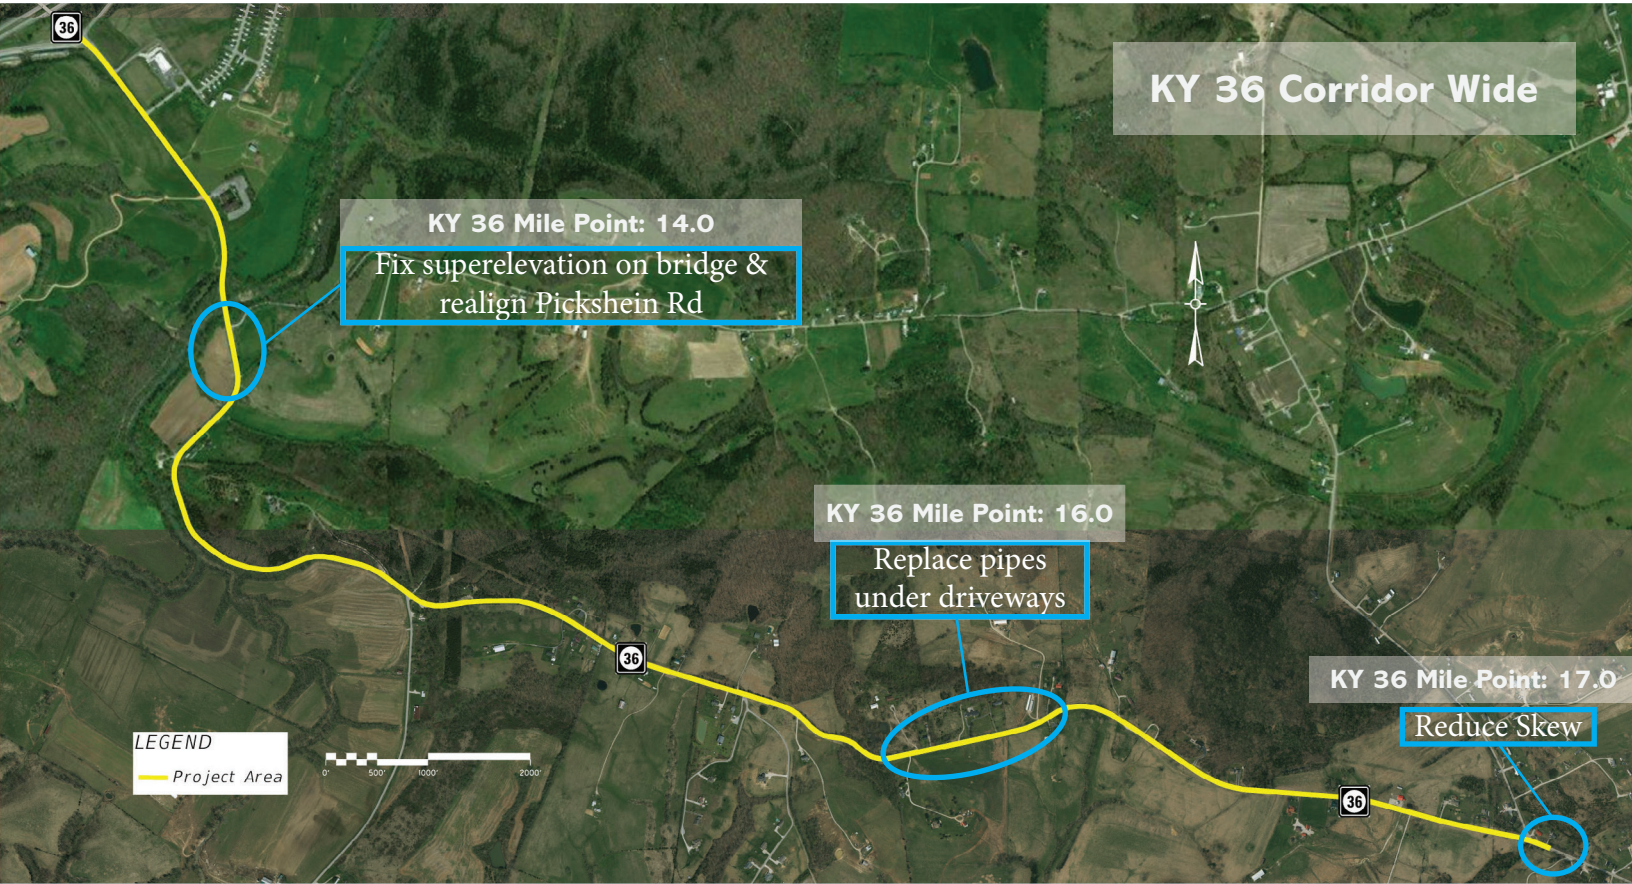 36
KY 36 Corridor Wide
KY 36 Mile Point: 14.0
Fix superelevation on bridge &
realign Pickshein Rd
KY 36 Mile Point: 16.0
Replace pipes
under driveways
36
KY 36 Mile Point: 17.0
Reduce Skew
LEGEND
Project Area
0' 500' 1000' 2000'
36